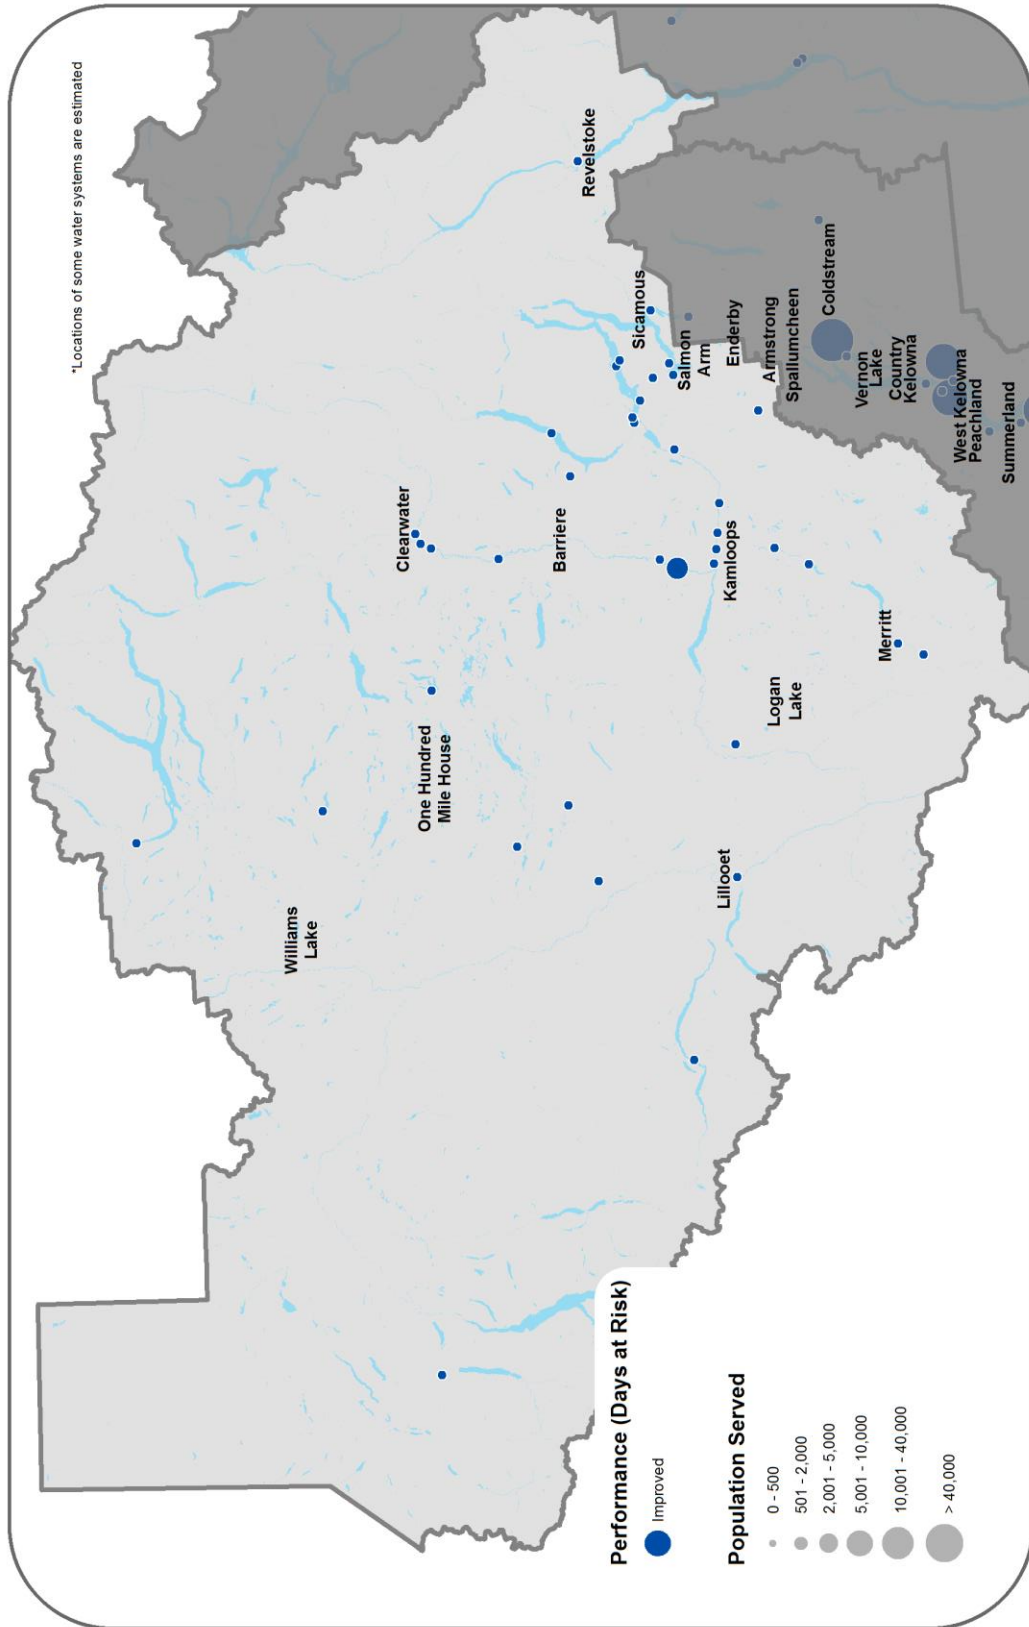 *Locations of some water systems are estimated
Williams
Lake
One Hundred
Mile House
Clearwater
Barriere
Revelstoke
Sicamous
Salmon
Arm
Enderby
Armstrong
Spallumcheen
Coldstream
Vernon
Lake
Country
Kelowna
West Kelowna
Peachland
Summerland
Kamloops
Logan
Lake
Merritt
Lillooet
Performance (Days at Risk)
Improved
Population Served
0 - 500
501 - 2,000
2,001 - 5,000
5,001 - 10,000
10,001 - 40,000
> 40,000